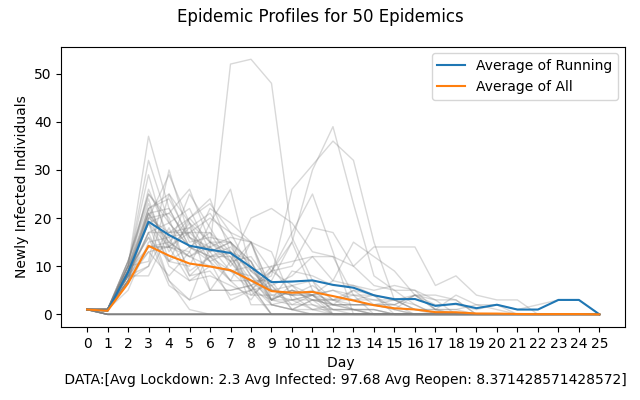 Epidemic Profiles for 50 Epidemics
Average of Running
Average of All
Newly Infected Individuals
50
40
30
20
10
0
0 1 2 3 4 5 6 7 8 9 10 11 12 13 14 15 16 17 18 19 20 21 22 23 24 25
Day
DATA:[Avg Lockdown: 2.3 Avg Infected: 97.68 Avg Reopen: 8.371428571428572]